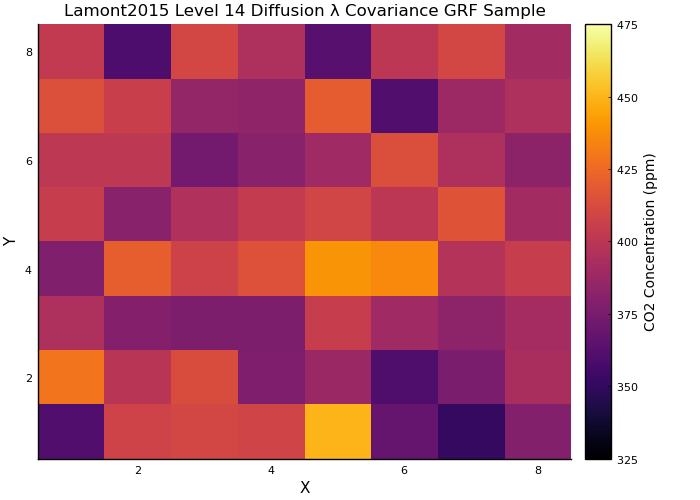 Lamont2015 Level 14 Diffusion λ Covariance GRF Sample
Y
8
6
4
2
2 4 6 8
X
475
450
425
400
375
350
325
CO2 Concentration (ppm)